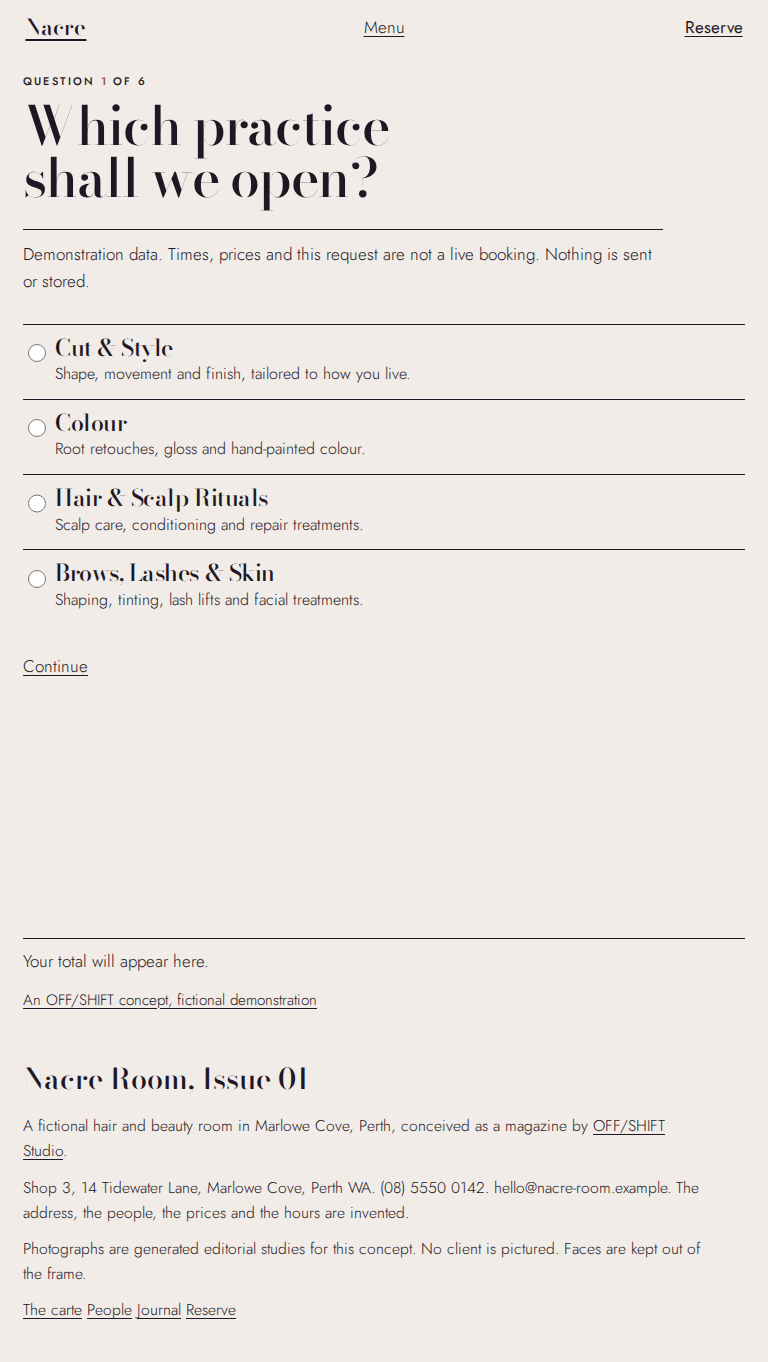 Nacre
Menu
Reserve
QUESTION 1 OF 6
Which practice
shall we open?
Demonstration data. Times, prices and this request are not a live booking. Nothing is sent
or stored.
Cut & Style
Shape, movement and finish, tailored to how you live.
Colour
Root retouches, gloss and hand-painted colour.
Hair & Scalp Rituals
Scalp care, conditioning and repair treatments.
Brows, Lashes & Skin
Shaping, tinting, lash lifts and facial treatments.
Continue
Your total will appear here.
An OFF/SHIFT concept, fictional demonstration
Nacre Room, Issue 01
A fictional hair and beauty room in Marlowe Cove, Perth, conceived as a magazine by OFF/SHIFT
Studio.
Shop 3, 14 Tidewater Lane, Marlowe Cove, Perth WA. (08) 5550 0142. hello@nacre-room.example. The
address, the people, the prices and the hours are invented.
Photographs are generated editorial studies for this concept. No client is pictured. Faces are kept out of
the frame.
The carte People Journal Reserve